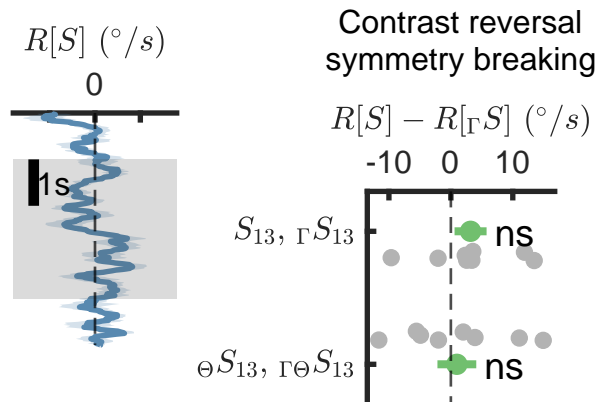 R[S] (°/s)
0
1s
Contrast reversal
symmetry breaking
R[S] − R[ΓS] (°/s)
-10 0 10
S13, ΓS13
ns
ΘS13, ΓΘS13
ns